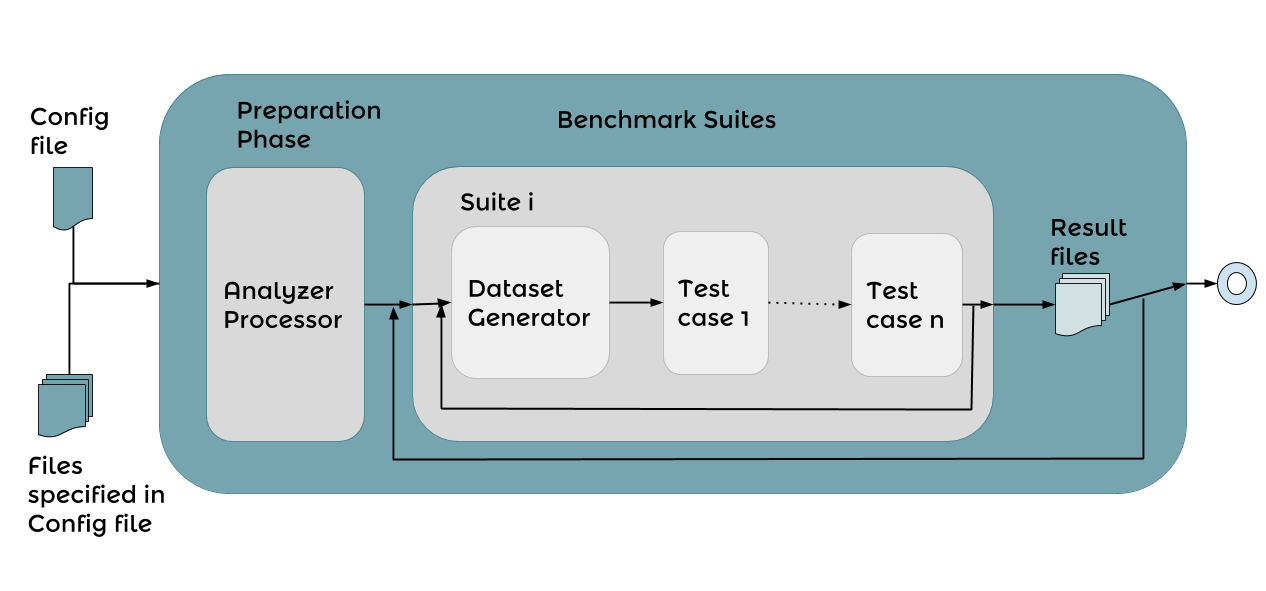 Config
file
Preparation
Phase
Benchmark Suites
Suite i
Analyzer
Processor
Dataset
Generator
Test
case 1
Test
case n
Result
files
Files
specified in
Config file